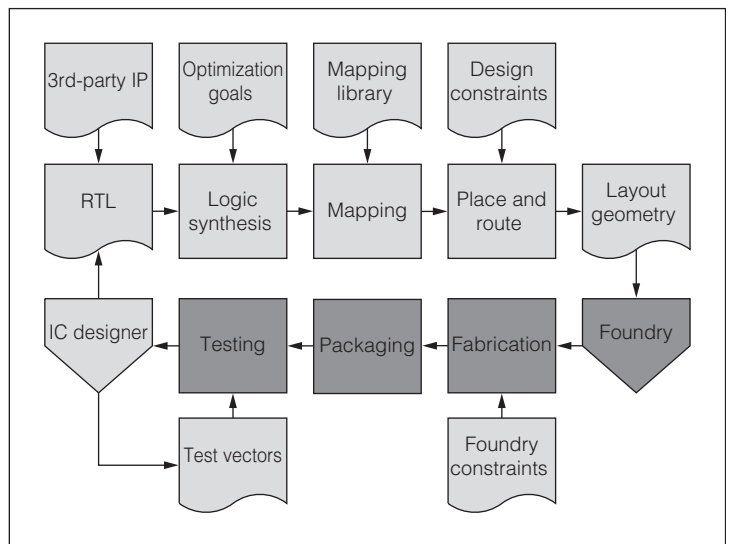 3rd-party IP
Optimization
goals
Mapping
library
Design
constraints
RTL
Logic
synthesis
Mapping
Place and
route
Layout
geometry
IC designer
Testing
Packaging
Fabrication
Foundry
Test vectors
Foundry
constraints